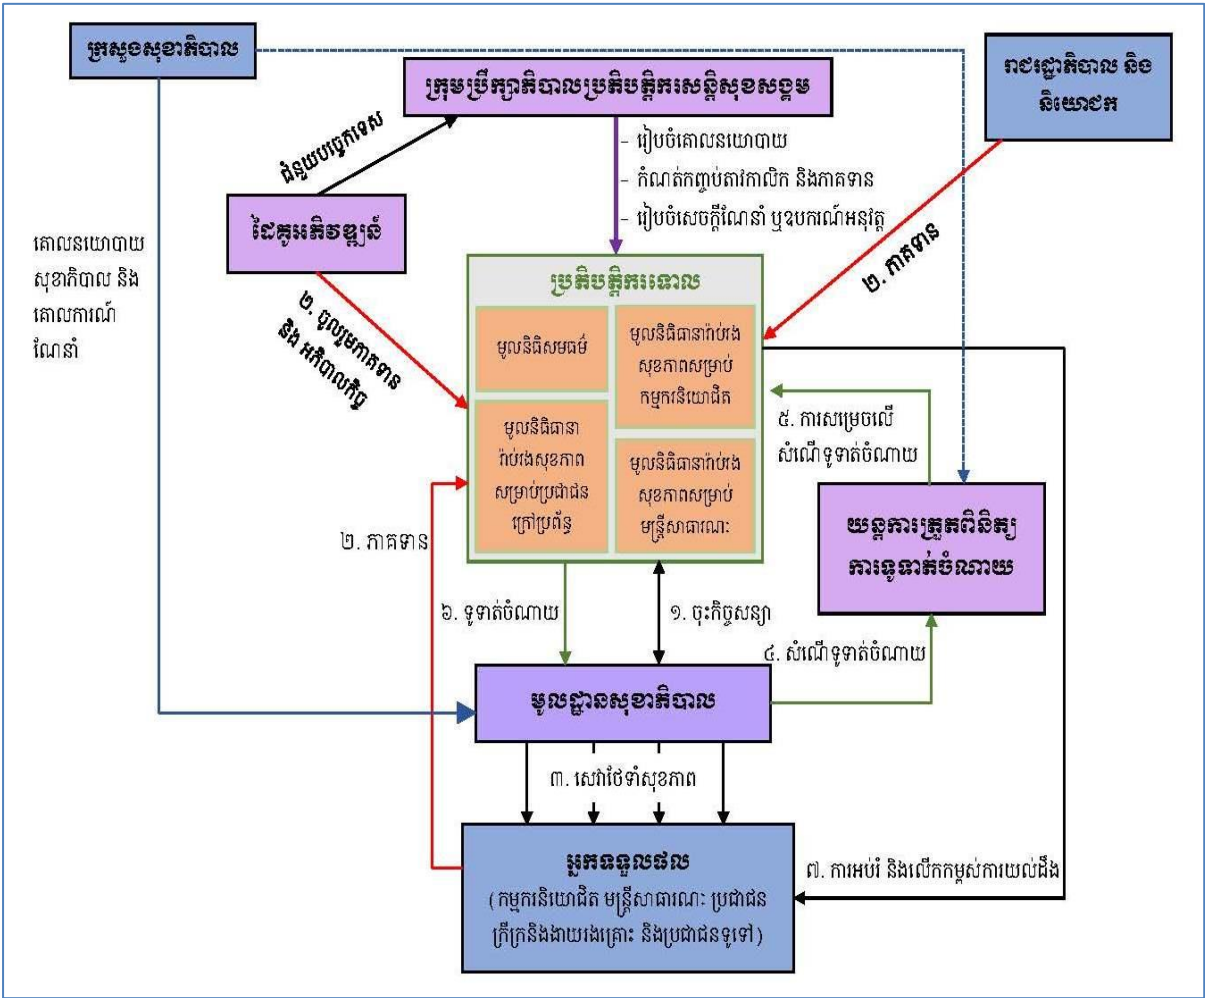 ក្រសួងសុខាភិបាល
ក្រុមប្រឹក្សាភិបាលប្រតិបត្តិករសន្តិសុខសង្គម
រាជរដ្ឋាភិបាល និង
និយោជក
ជំនួយបច្ចេកទេស
- រៀបចំគោលនយោបាយ
- កំណត់កញ្ចប់តាវកាលិក និងភាគទាន
- រៀបចំសេចក្ដីណែនាំ ឬឧបករណ៍អនុវត្ត
ដៃគូអភិវឌ្ឍន៍
គោលនយោបាយ
សុខាភិបាល និង
គោលការណ៍
ណែនាំ
២. ភាគទាន
២. ចូលរួមភាគទាន
និង អភិបាលកិច្ច
ប្រតិបត្តិករទោល
មូលនិធិសមធម៌
មូលនិធិធានារ៉ាប់រង
សុខភាពសម្រាប់
កម្មករនិយោជិត
មូលនិធិធានា
រ៉ាប់រងសុខភាព
សម្រាប់ប្រជាជន
ក្រៅប្រព័ន្ធ
មូលនិធិធានារ៉ាប់រង
សុខភាពសម្រាប់
មន្ត្រីសាធារណៈ
៥. ការសម្រេចលើ
សំណើទូទាត់ចំណាយ
យន្តការត្រួតពិនិត្យ
ការទូទាត់ចំណាយ
២. ភាគទាន
៦. ទូទាត់ចំណាយ
១. ចុះកិច្ចសន្យា
៤. សំណើទូទាត់ចំណាយ
មូលដ្ឋានសុខាភិបាល
៣. សេវាថែទាំសុខភាព
អ្នកទទួលផល
(កម្មករនិយោជិត មន្ត្រីសាធារណៈ ប្រជាជន
ក្រីក្រនិងងាយរងគ្រោះ និងប្រជាជនទូទៅ)
៧. ការអប់រំ និងលើកកម្ពស់ការយល់ដឹង